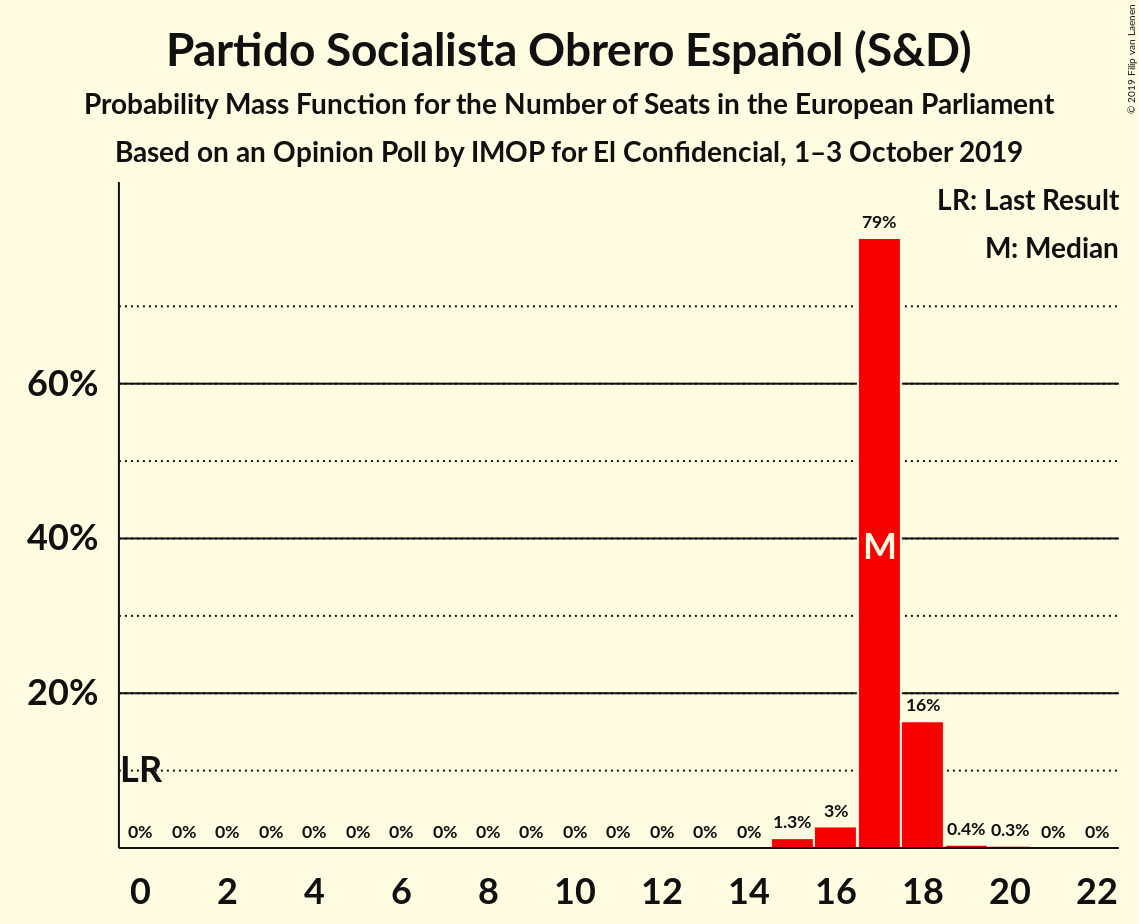 Partido Socialista Obrero Español (S&D)
Probability Mass Function for the Number of Seats in the European Parliament
Based on an Opinion Poll by IMOP for El Confidencial, 1–3 October 2019
© 2019 Filip van Laenen
LR: Last Result
M: Median
79%
60%
40%
M
20%
16%
LR
0% 0% 0% 0% 0% 0% 0% 0% 0% 0% 0% 0% 0% 0% 0% 1.3% 3% 0.4% 0.3% 0% 0%
0 2 4 6 8 10 12 14 16 18 20 22